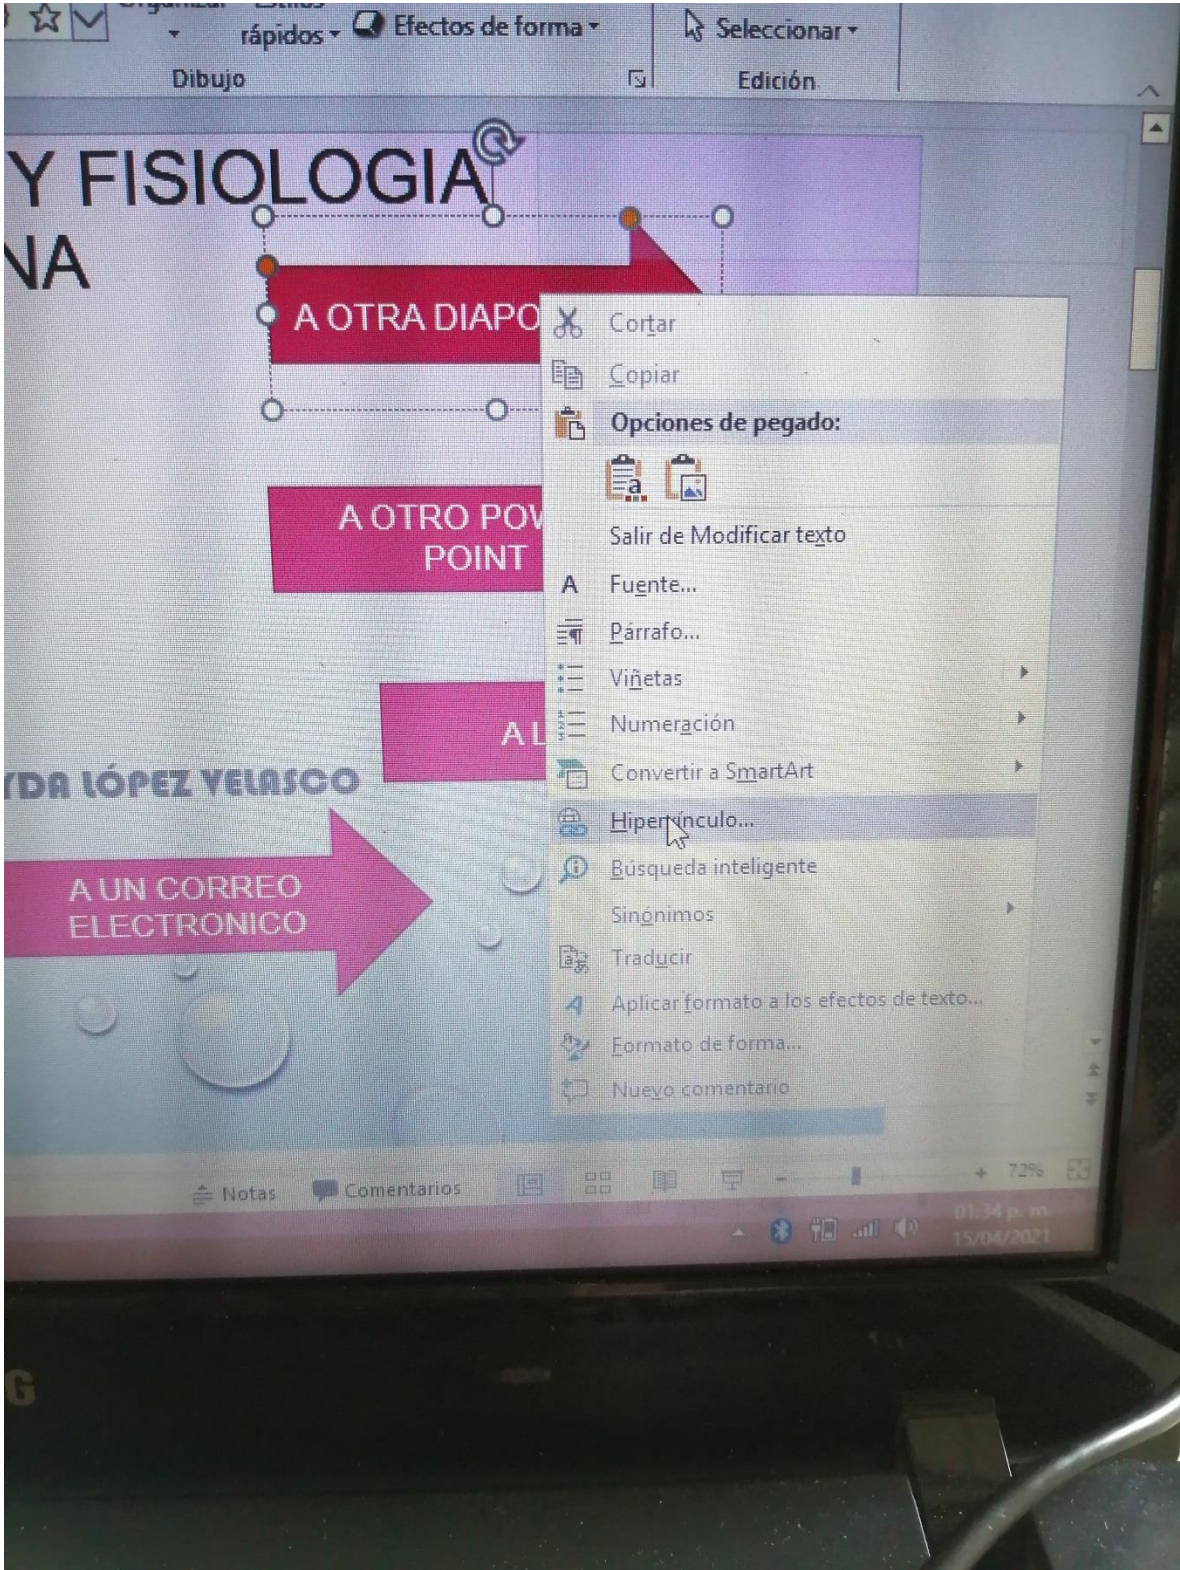 rápidos
Efectos de forma
Seleccionar
Dibujo
Edición
Y FISIOLOGIA
NA
A OTRA DIAPO
A OTRO POW
POINT
A L
YDA LÓPEZ VELASCO
A UN CORREO
ELECTRONICO
Cortar
Copiar
Opciones de pegado:
Salir de Modificar texto
A Fuente...
Párrafo...
Viñetas
Numeración
Convertir a SmartArt
Hipervínculo...
Búsqueda inteligente
Sinónimos
Traducir
Aplicar formato a los efectos de texto...
Formato de forma...
Nuevo comentario
Notas
Comentarios
72%
01:34 p. m.
15/04/2021
G